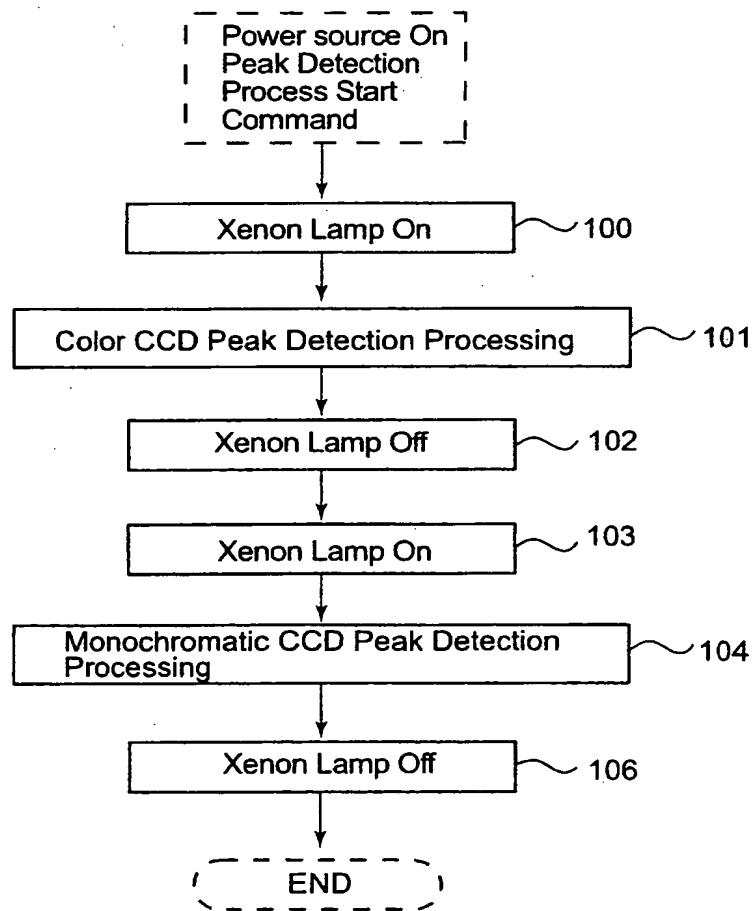 Power source On
Peak Detection
Process Start
Command
Xenon Lamp On
100
Color CCD Peak Detection Processing
101
Xenon Lamp Off
102
Xenon Lamp On
103
Monochromatic CCD Peak Detection
Processing
104
Xenon Lamp Off
106
END